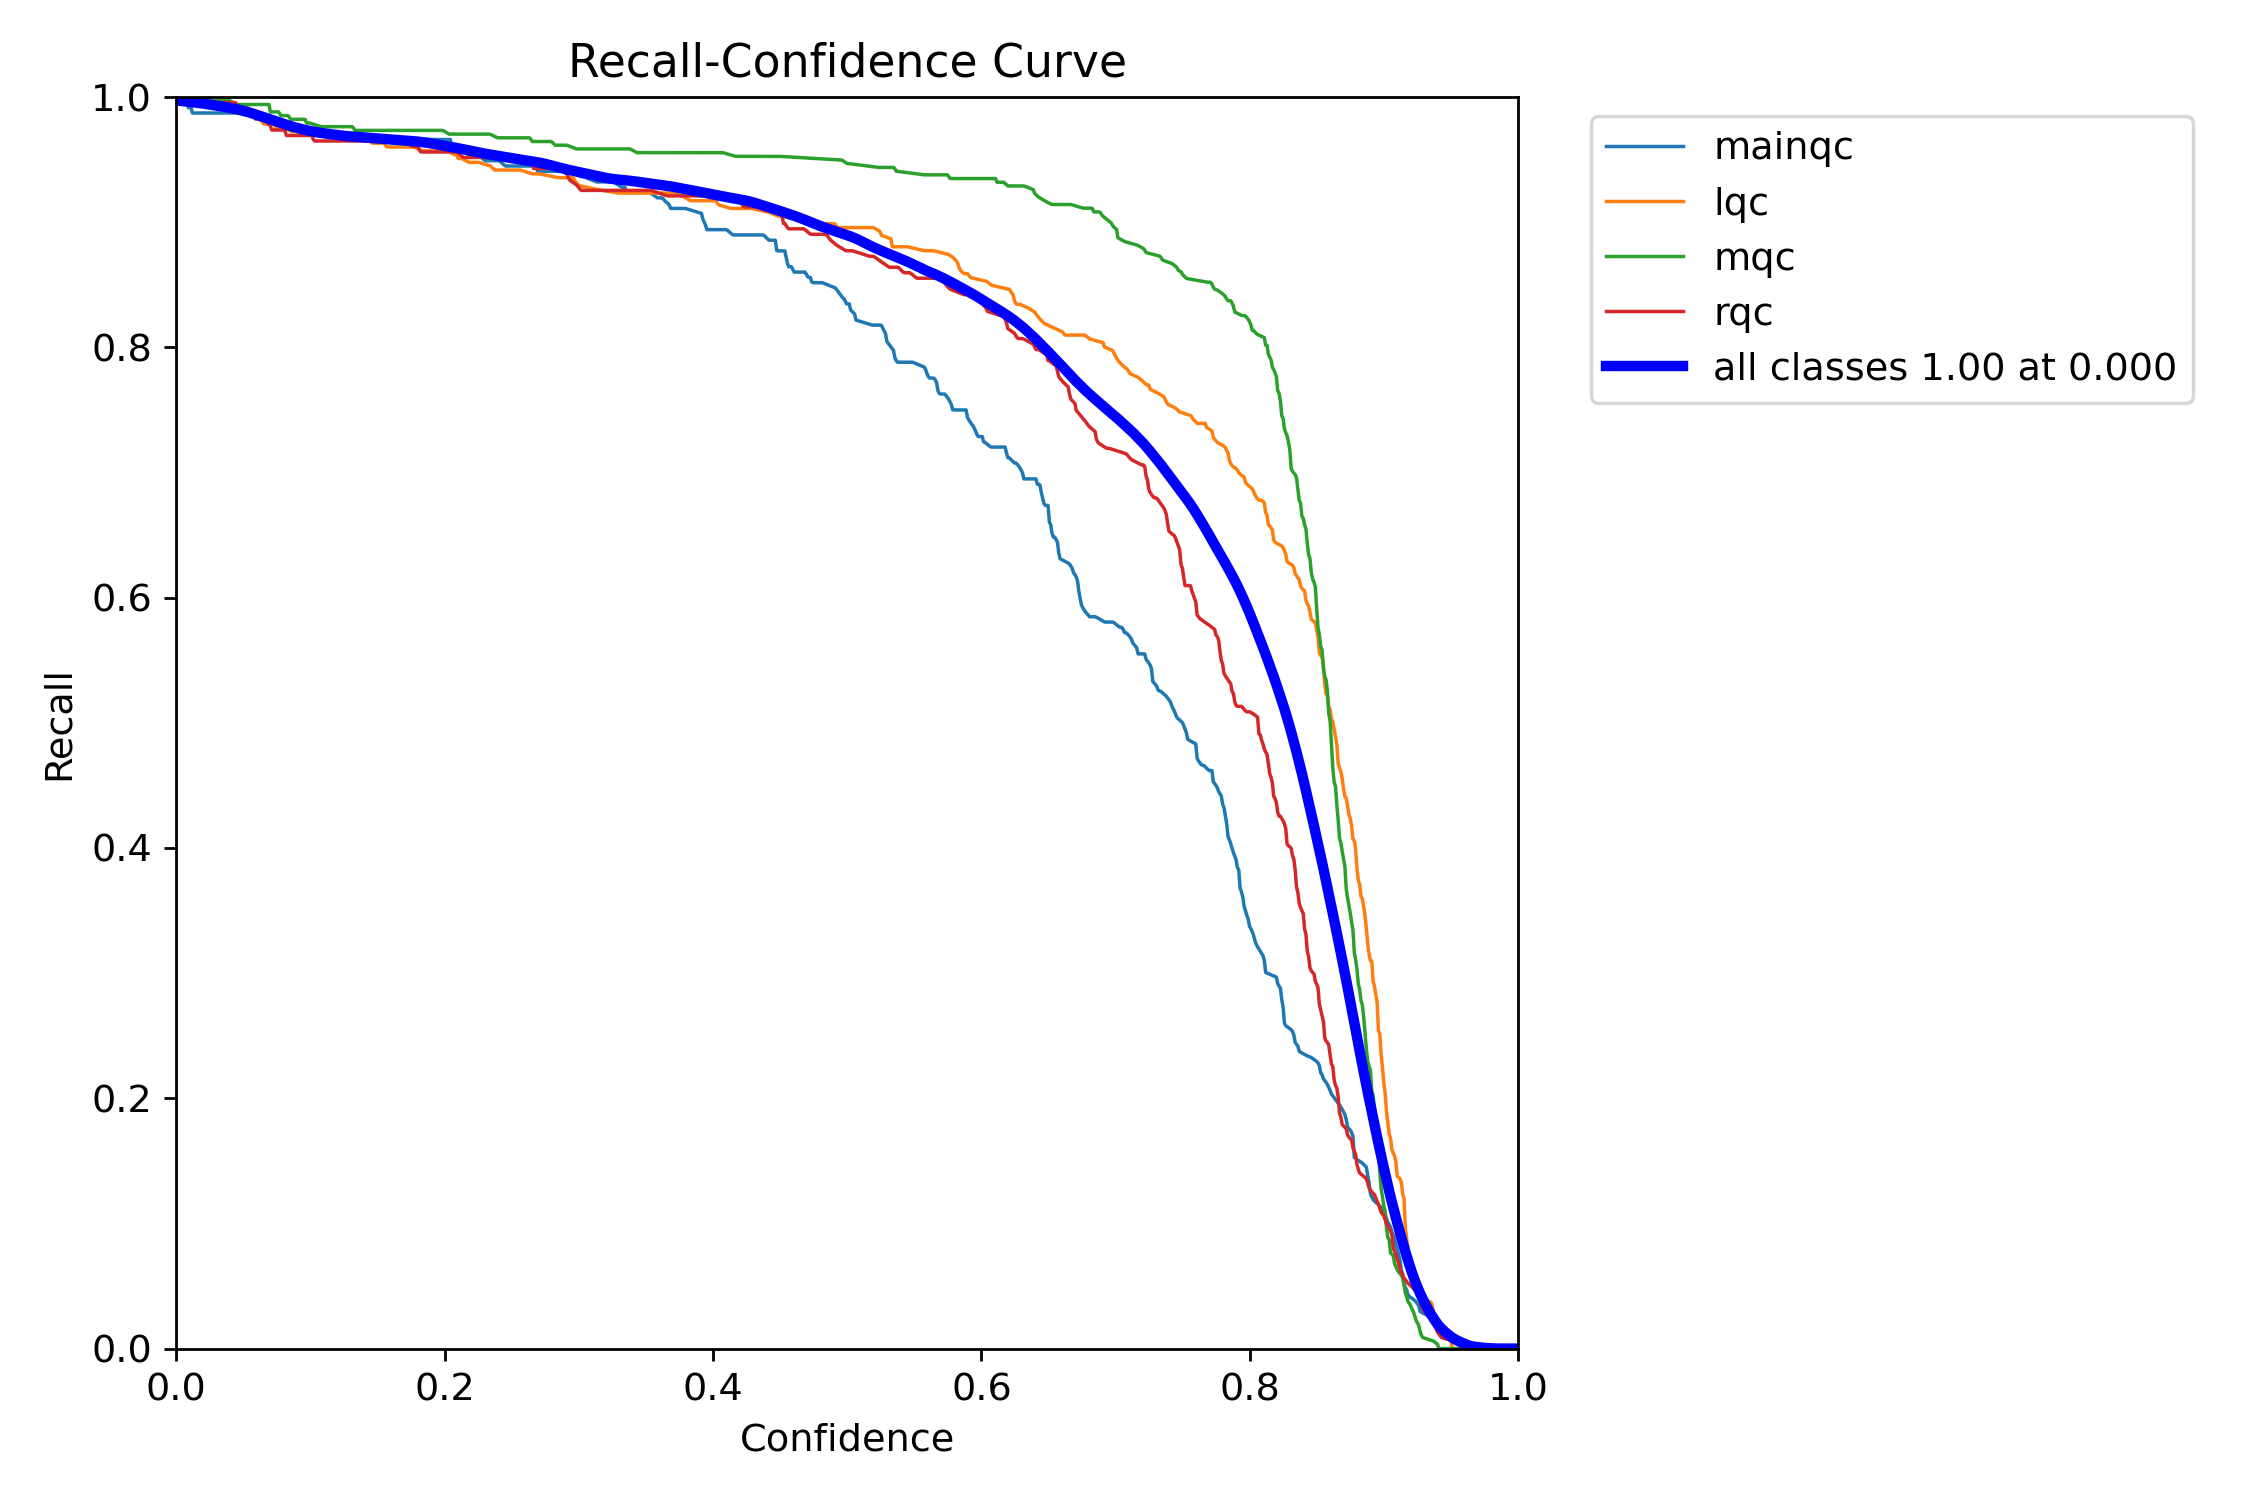 Recall-Confidence Curve
1.0
0.8
0.6
0.4
0.2
0.0
Recall
0.0 0.2 0.4 0.6 0.8 1.0
Confidence
mainqc
lqc
mqc
rqc
all classes 1.00 at 0.000